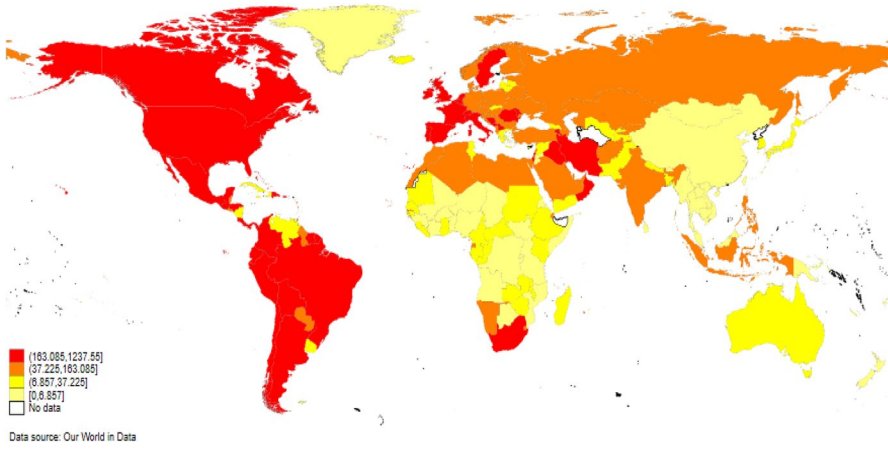 (163.085,1237.55]
(37.225,163.085]
(6.857,37.225]
[0,6.857]
No data
Data source: Our World in Data